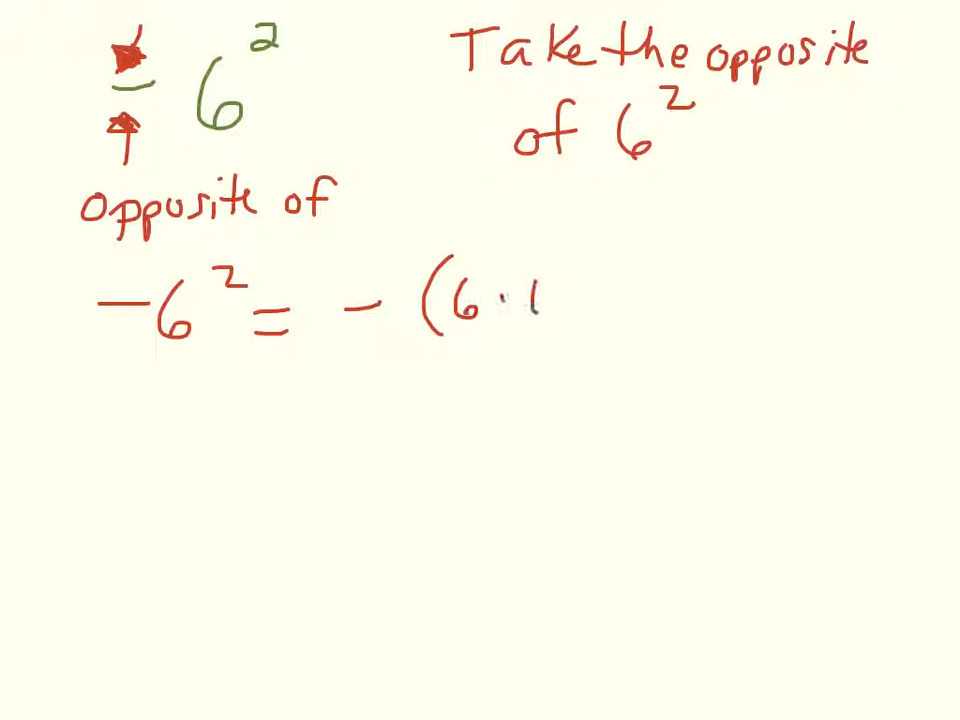 - 6²
Take the opposite
of 6²
opposite of
-6² = - (6 ·